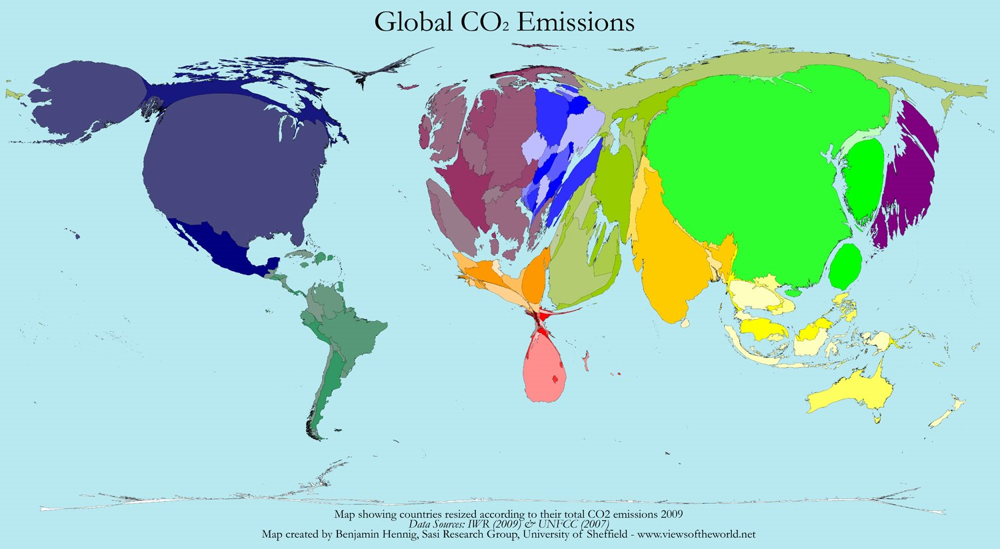 Global CO₂ Emissions
Map showing countries resized according to their total CO2 emissions 2009
Data Sources: IWR (2009) & UNFCC (2007)
Map created by Benjamin Hennig, Sasi Research Group, University of Sheffield - www.viewsoftheworld.net